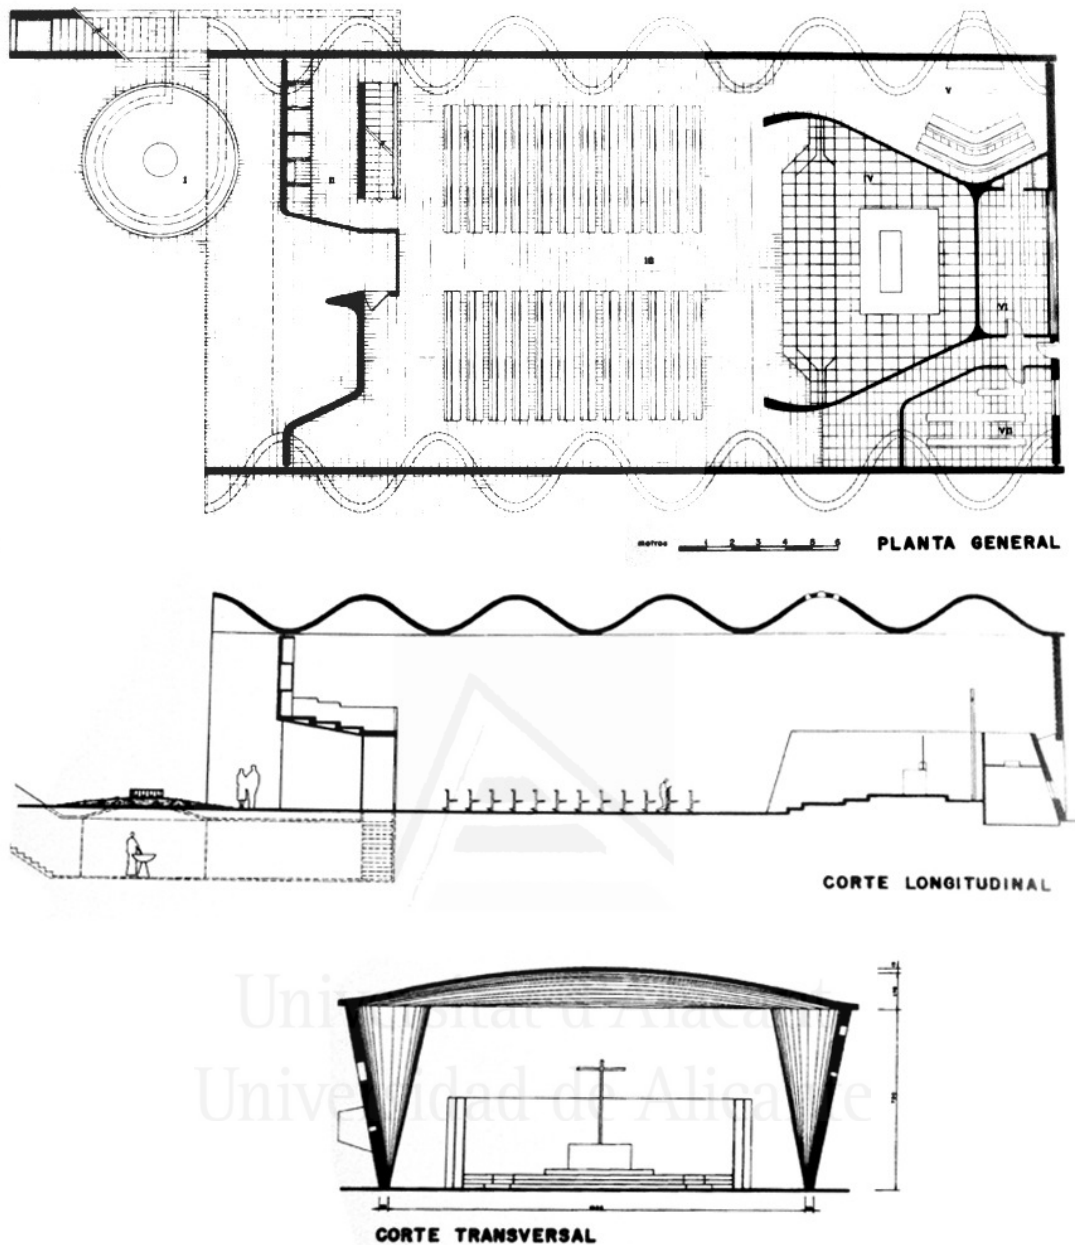 I
II
III
IV
V
VI
VII
metros 1 2 3 4 5 6
PLANTA GENERAL
CORTE LONGITUDINAL
Universitat d'Alacant
Universidad de Alicante
CORTE TRANSVERSAL